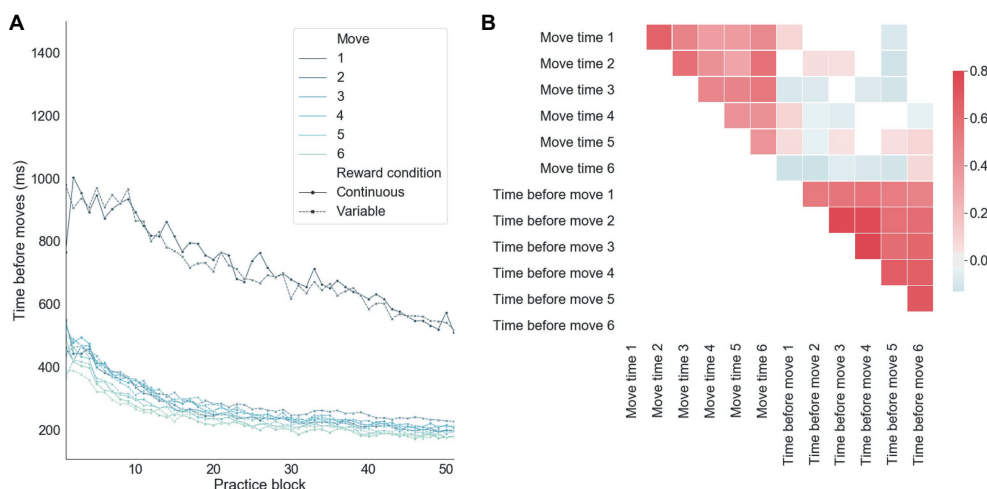 A
Time before moves (ms)
1400
1200
1000
800
600
400
200
10
20
30
40
50
Practice block
Move
1
2
3
4
5
6
Reward condition
Continuous
Variable
B
Move time 1
Move time 2
Move time 3
Move time 4
Move time 5
Move time 6
Time before move 1
Time before move 2
Time before move 3
Time before move 4
Time before move 5
Time before move 6
Move time 1
Move time 2
Move time 3
Move time 4
Move time 5
Move time 6
Time before move 1
Time before move 2
Time before move 3
Time before move 4
Time before move 5
Time before move 6
0.8
0.6
0.4
0.2
0.0